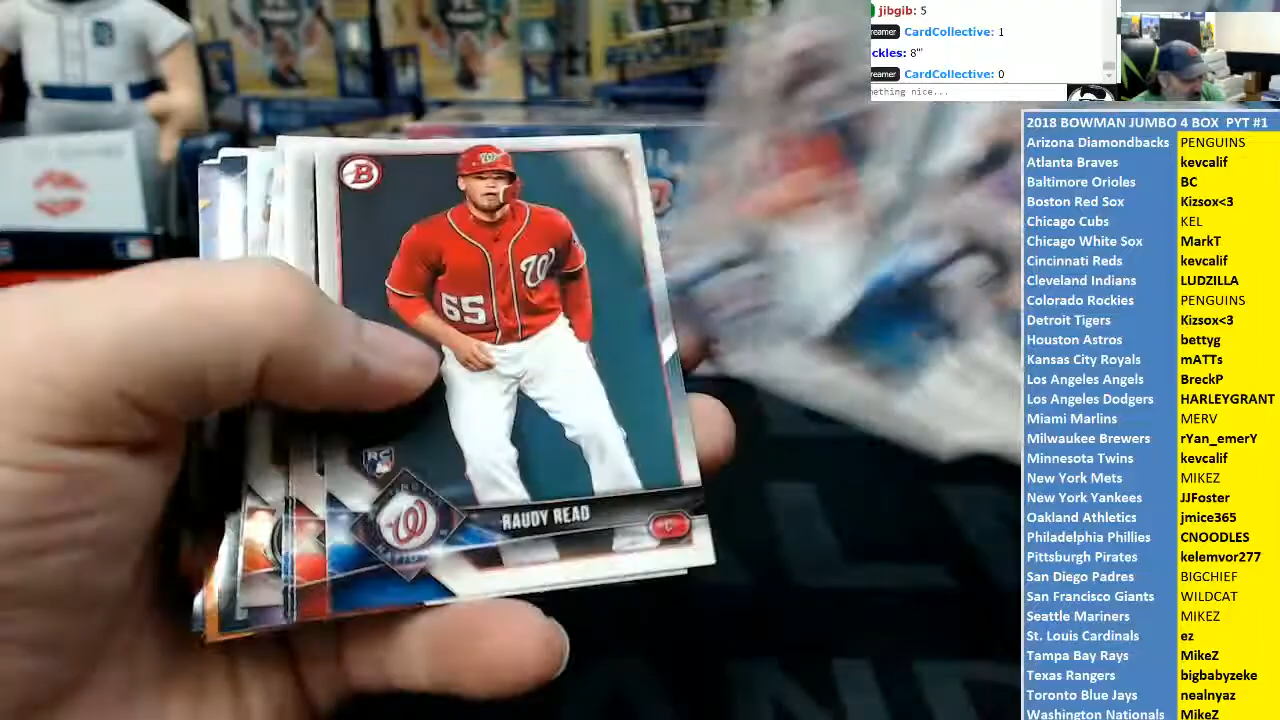 jibgib: 5
reamer CardCollective: 1
ckles: 8"'
reamer CardCollective: 0
nething nice...
2018 BOWMAN JUMBO 4 BOX PYT #1
Arizona Diamondbacks PENGUINS
Atlanta Braves kevcalif
Baltimore Orioles BC
Boston Red Sox Kizsox<3
Chicago Cubs KEL
Chicago White Sox MarkT
Cincinnati Reds kevcalif
Cleveland Indians LUDZILLA
Colorado Rockies PENGUINS
Detroit Tigers Kizsox<3
Houston Astros bettyg
Kansas City Royals mATTs
Los Angeles Angels BreckP
Los Angeles Dodgers HARLEYGRANT
Miami Marlins MERV
Milwaukee Brewers rYan_emerY
Minnesota Twins kevcalif
New York Mets MIKEZ
New York Yankees JJFoster
Oakland Athletics jmice365
Philadelphia Phillies CNOODLES
Pittsburgh Pirates kelemvor277
San Diego Padres BIGCHIEF
San Francisco Giants WILDCAT
Seattle Mariners MIKEZ
St. Louis Cardinals ez
Tampa Bay Rays MikeZ
Texas Rangers bigbabyzeke
Toronto Blue Jays nealnyaz
Washington Nationals MikeZ
B
W
65
RC
W
RAUDY READ
C